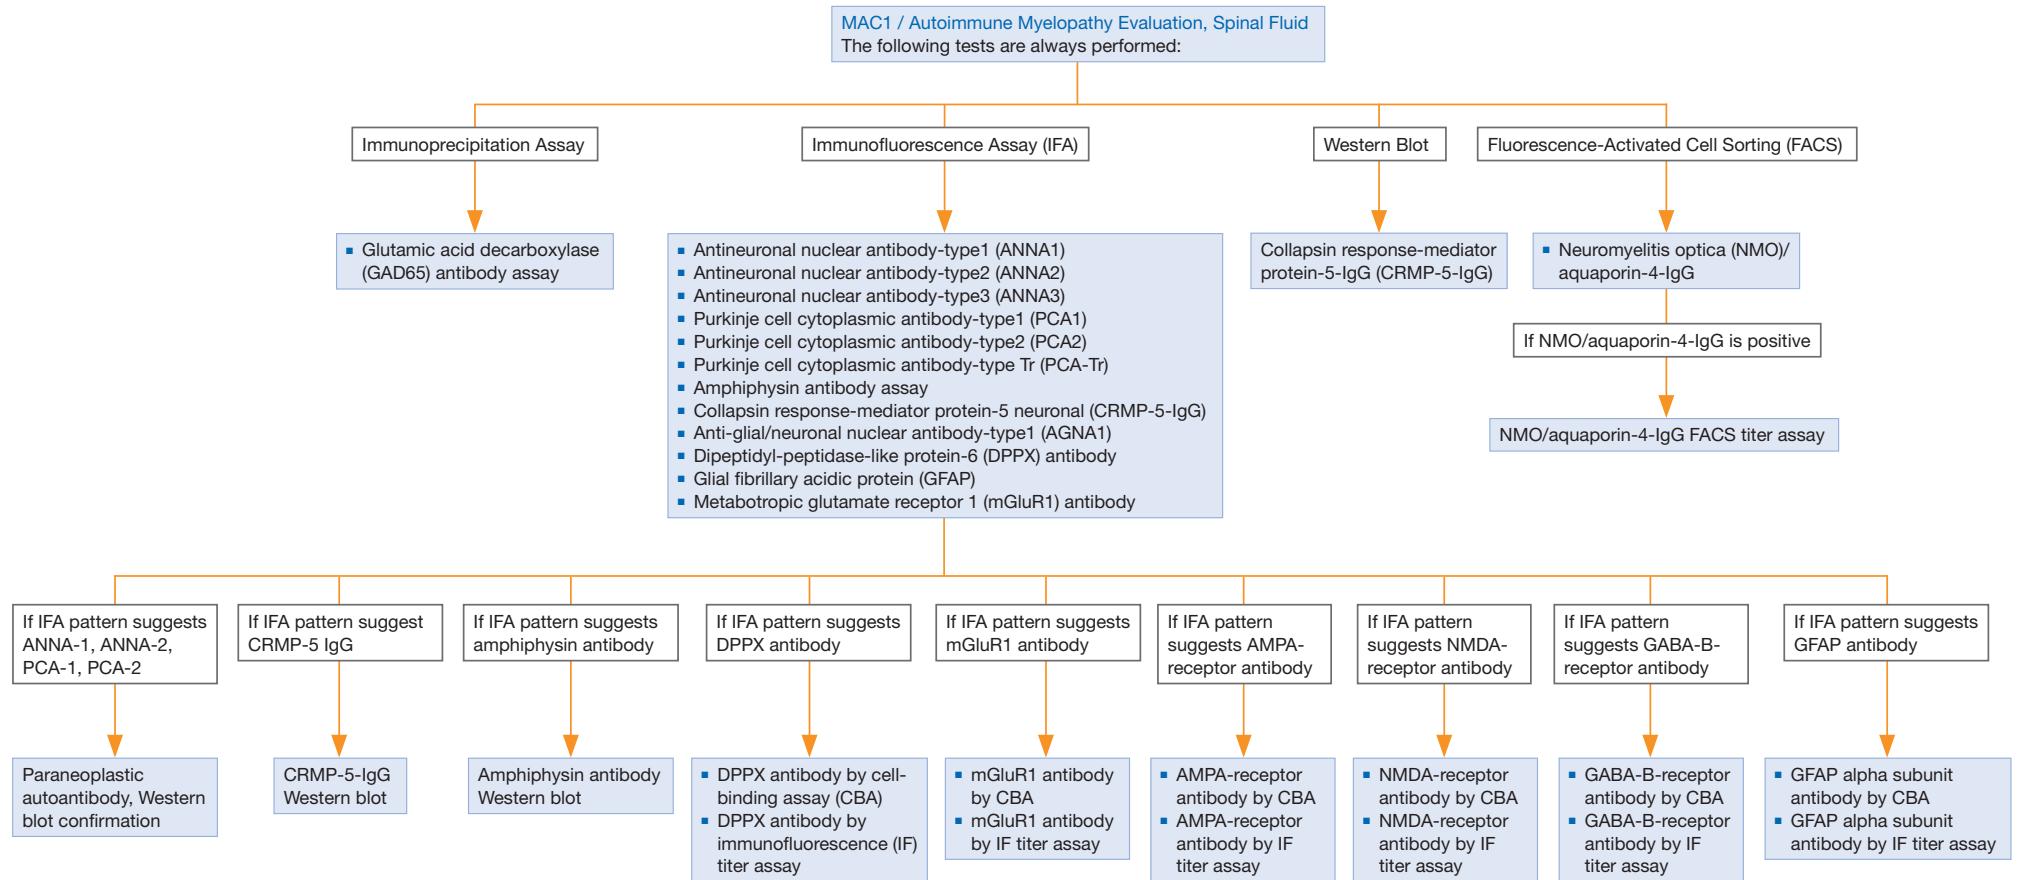 MAC1 / Autoimmune Myelopathy Evaluation, Spinal Fluid
The following tests are always performed:
Immunoprecipitation Assay
Immunofluorescence Assay (IFA)
Western Blot
Fluorescence-Activated Cell Sorting (FACS)
▪ Glutamic acid decarboxylase
(GAD65) antibody assay
▪ Antineuronal nuclear antibody-type1 (ANNA1)
▪ Antineuronal nuclear antibody-type2 (ANNA2)
▪ Antineuronal nuclear antibody-type3 (ANNA3)
▪ Purkinje cell cytoplasmic antibody-type1 (PCA1)
▪ Purkinje cell cytoplasmic antibody-type2 (PCA2)
▪ Purkinje cell cytoplasmic antibody-type Tr (PCA-Tr)
▪ Amphiphysin antibody assay
▪ Collapsin response-mediator protein-5 neuronal (CRMP-5-IgG)
▪ Anti-glial/neuronal nuclear antibody-type1 (AGNA1)
▪ Dipeptidyl-peptidase-like protein-6 (DPPX) antibody
▪ Glial fibrillary acidic protein (GFAP)
▪ Metabotropic glutamate receptor 1 (mGluR1) antibody
Collapsin response-mediator
protein-5-IgG (CRMP-5-IgG)
▪ Neuromyelitis optica (NMO)/
aquaporin-4-IgG
If NMO/aquaporin-4-IgG is positive
NMO/aquaporin-4-IgG FACS titer assay
If IFA pattern suggests
ANNA-1, ANNA-2,
PCA-1, PCA-2
If IFA pattern suggest
CRMP-5 IgG
If IFA pattern suggests
amphiphysin antibody
If IFA pattern suggests
DPPX antibody
If IFA pattern suggests
mGluR1 antibody
If IFA pattern
suggests AMPA-
receptor antibody
If IFA pattern
suggests NMDA-
receptor antibody
If IFA pattern
suggests GABA-B-
receptor antibody
If IFA pattern suggests
GFAP antibody
Paraneoplastic
autoantibody, Western
blot confirmation
CRMP-5-IgG
Western blot
Amphiphysin antibody
Western blot
▪ DPPX antibody by cell-
binding assay (CBA)
▪ DPPX antibody by
immunofluorescence (IF)
titer assay
▪ mGluR1 antibody
by CBA
▪ mGluR1 antibody
by IF titer assay
▪ AMPA-receptor
antibody by CBA
▪ AMPA-receptor
antibody by IF
titer assay
▪ NMDA-receptor
antibody by CBA
▪ NMDA-receptor
antibody by IF
titer assay
▪ GABA-B-receptor
antibody by CBA
▪ GABA-B-receptor
antibody by IF
titer assay
▪ GFAP alpha subunit
antibody by CBA
▪ GFAP alpha subunit
antibody by IF titer assay